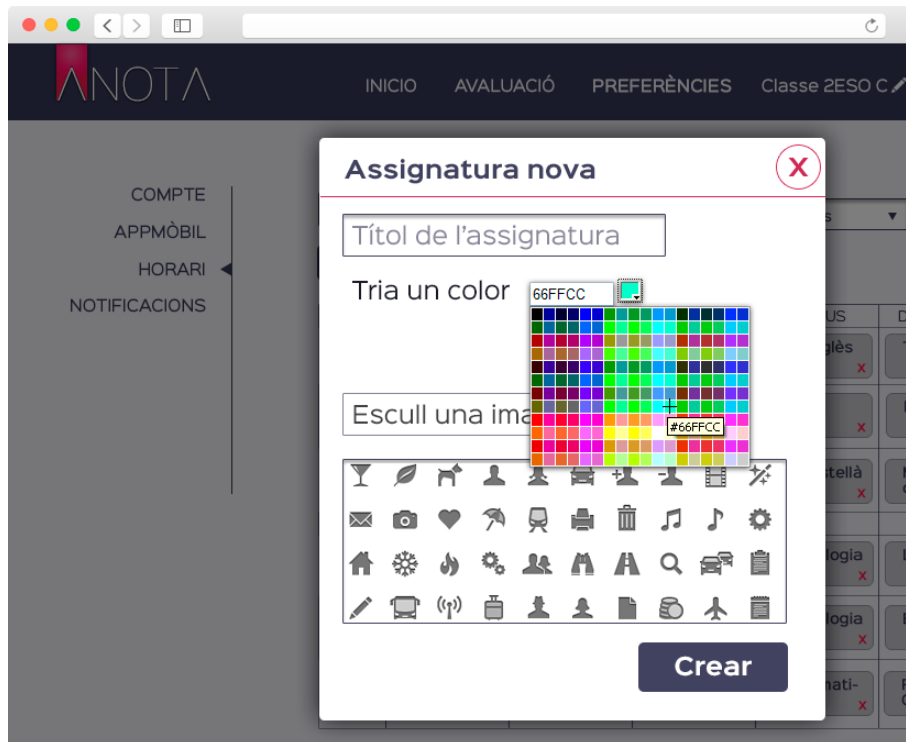 ANOTA
INICIO AVALUACIÓ PREFERÈNCIES Classe 2ESO C
COMPTE
APPMÒBIL
HORARI
NOTIFICACIONS
Assignatura nova X
Títol de l'assignatura
Tria un color 66FFCC
#66FFCC
Escull una ima
Crear
s
US D
glès
x
x
stellà
x
logia L
x
logia
x
mati-
x